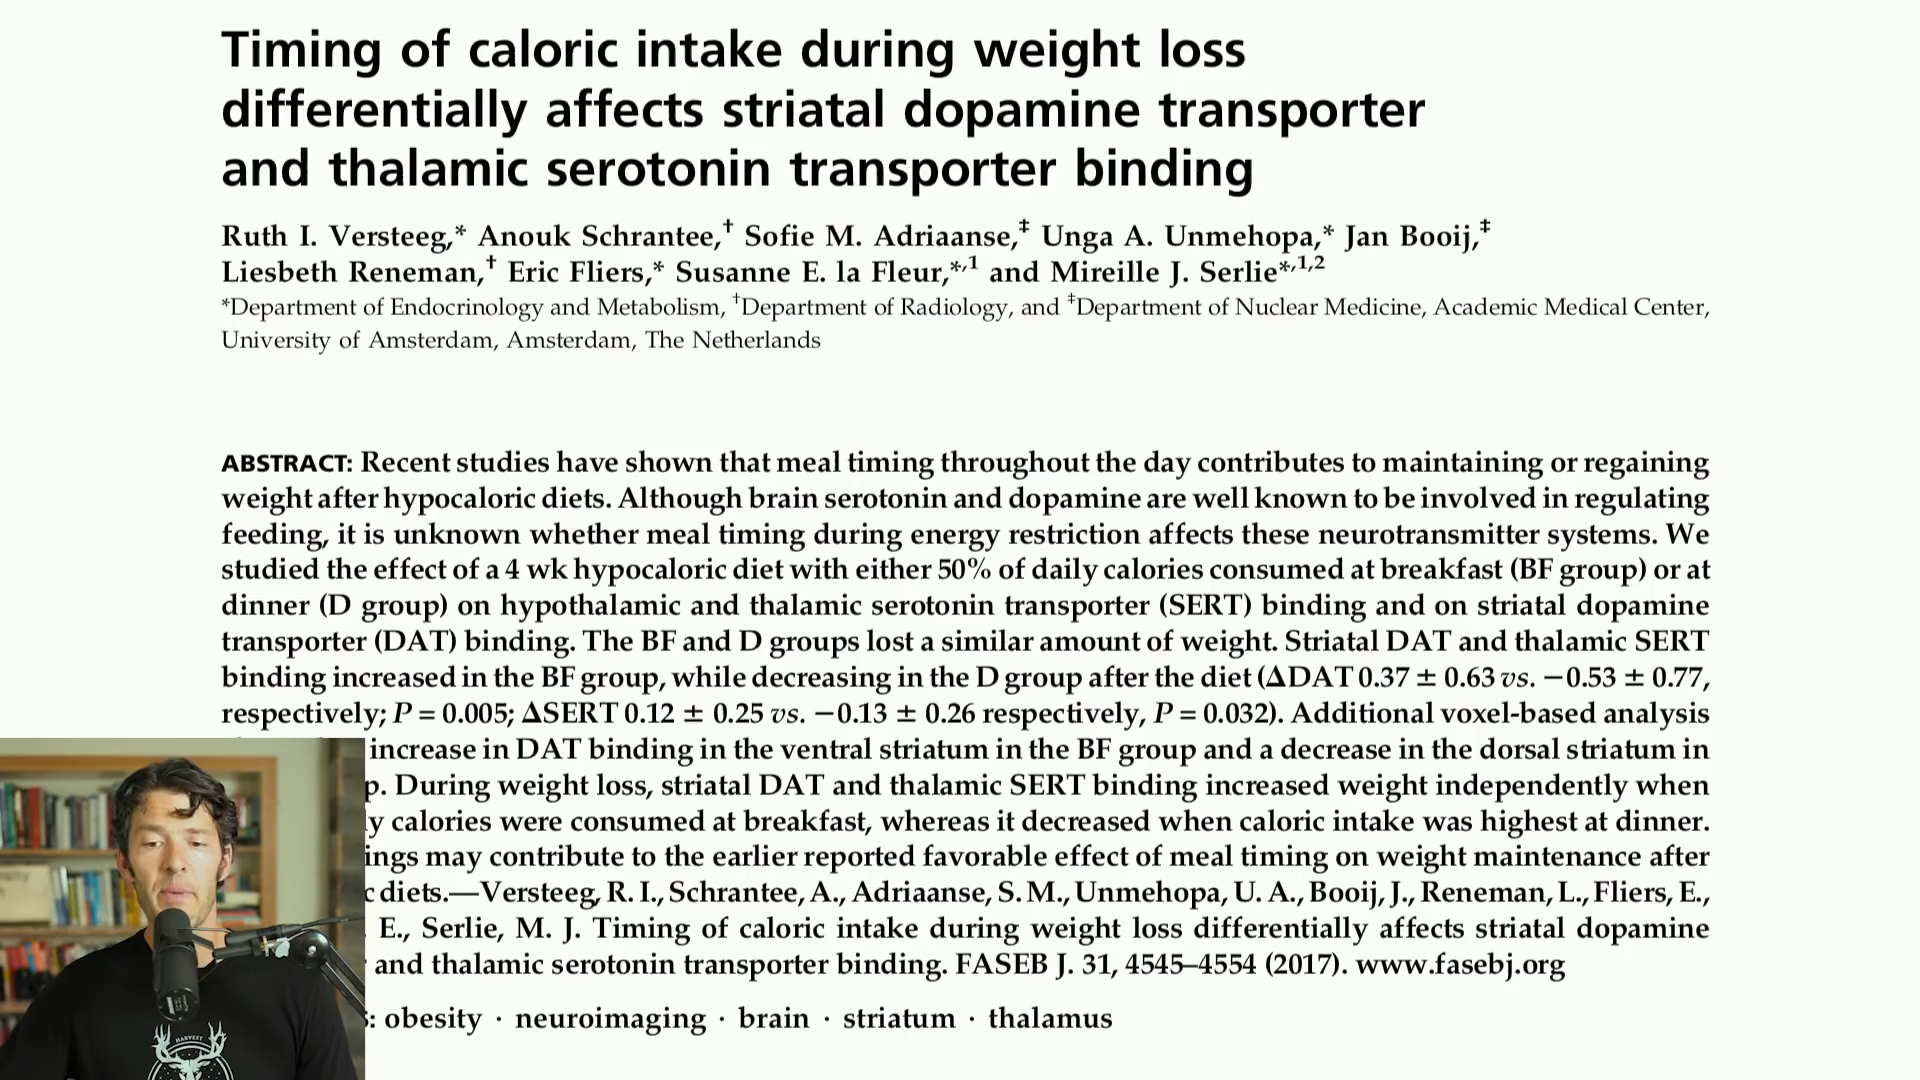 Timing of caloric intake during weight loss
differentially affects striatal dopamine transporter
and thalamic serotonin transporter binding
Ruth I. Versteeg,* Anouk Schrantee,† Sofie M. Adriaanse,‡ Unga A. Unmehopa,* Jan Booij,‡
Liesbeth Reneman,† Eric Fliers,* Susanne E. la Fleur,*,1 and Mireille J. Serlie*,1,2
*Department of Endocrinology and Metabolism, †Department of Radiology, and ‡Department of Nuclear Medicine, Academic Medical Center,
University of Amsterdam, Amsterdam, The Netherlands
ABSTRACT: Recent studies have shown that meal timing throughout the day contributes to maintaining or regaining
weight after hypocaloric diets. Although brain serotonin and dopamine are well known to be involved in regulating
feeding, it is unknown whether meal timing during energy restriction affects these neurotransmitter systems. We
studied the effect of a 4 wk hypocaloric diet with either 50% of daily calories consumed at breakfast (BF group) or at
dinner (D group) on hypothalamic and thalamic serotonin transporter (SERT) binding and on striatal dopamine
transporter (DAT) binding. The BF and D groups lost a similar amount of weight. Striatal DAT and thalamic SERT
binding increased in the BF group, while decreasing in the D group after the diet (ΔDAT 0.37 ± 0.63 vs. −0.53 ± 0.77,
respectively; P = 0.005; ΔSERT 0.12 ± 0.25 vs. −0.13 ± 0.26 respectively, P = 0.032). Additional voxel-based analysis
increase in DAT binding in the ventral striatum in the BF group and a decrease in the dorsal striatum in
p. During weight loss, striatal DAT and thalamic SERT binding increased weight independently when
y calories were consumed at breakfast, whereas it decreased when caloric intake was highest at dinner.
ings may contribute to the earlier reported favorable effect of meal timing on weight maintenance after
c diets.—Versteeg, R. I., Schrantee, A., Adriaanse, S. M., Unmehopa, U. A., Booij, J., Reneman, L., Fliers, E.,
E., Serlie, M. J. Timing of caloric intake during weight loss differentially affects striatal dopamine
and thalamic serotonin transporter binding. FASEB J. 31, 4545–4554 (2017). www.fasebj.org
: obesity · neuroimaging · brain · striatum · thalamus
HARVEST